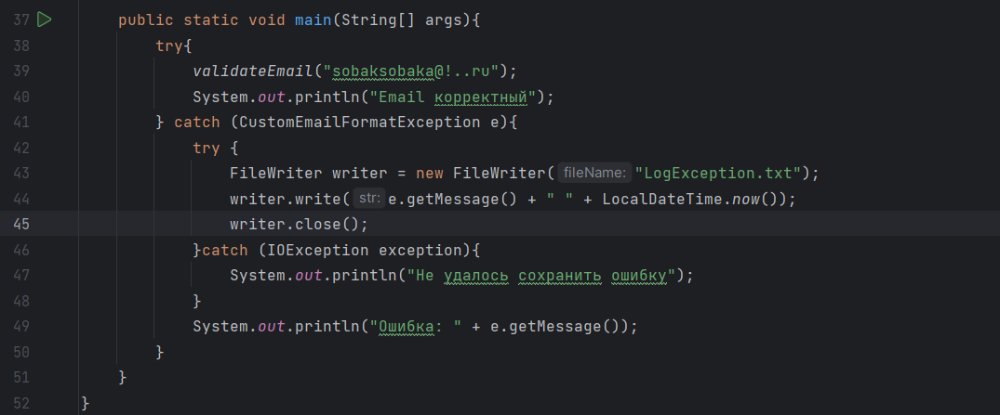 37 public static void main(String[] args){
38 try{
39 validateEmail("sobaksobaka@!..ru");
40 System.out.println("Email корректный");
41 } catch (CustomEmailFormatException e){
42 try {
43 FileWriter writer = new FileWriter( fileName: "LogException.txt");
44 writer.write( str: e.getMessage() + " " + LocalDateTime.now());
45 writer.close();
46 }catch (IOException exception){
47 System.out.println("Не удалось сохранить ошибку");
48 }
49 System.out.println("Ошибка: " + e.getMessage());
50 }
51 }
52 }